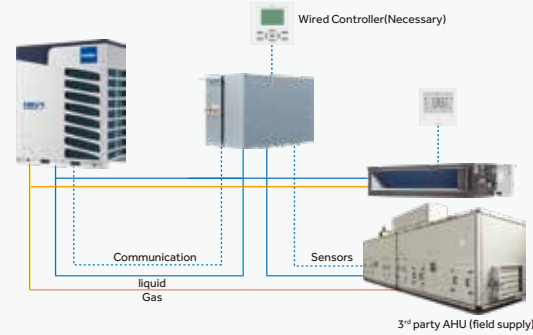 Wired Controller(Necessary)
Communication
Sensors
liquid
Gas
3rd party AHU (field supply)